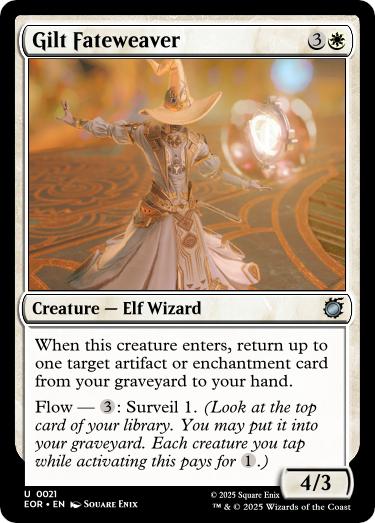 Gilt Fateweaver 3
Creature — Elf Wizard
When this creature enters, return up to
one target artifact or enchantment card
from your graveyard to your hand.
Flow — 3: Surveil 1. (Look at the top
card of your library. You may put it into
your graveyard. Each creature you tap
while activating this pays for 1.)
4/3
U 0021
EOR • EN Square Enix
© 2025 Square Enix
™ & © 2025 Wizards of the Coast